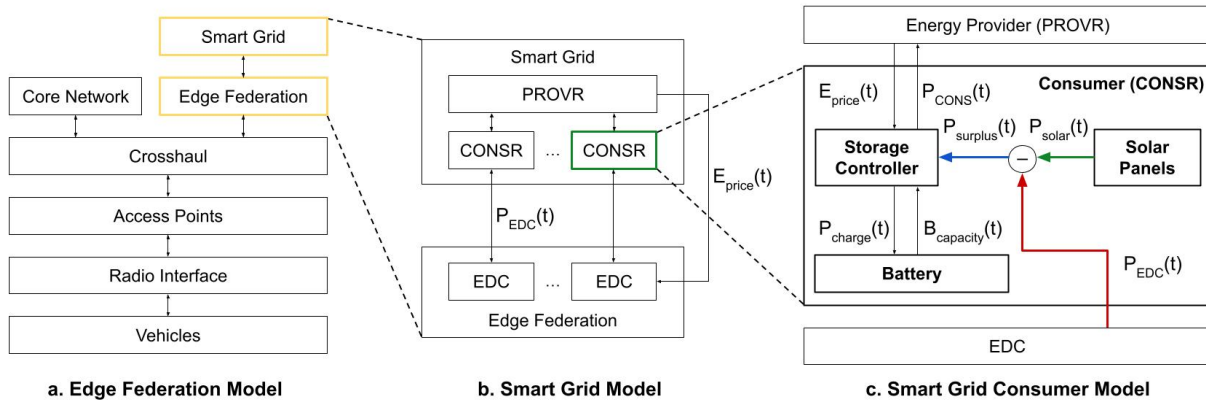 Smart Grid
Core Network
Edge Federation
Crosshaul
Access Points
Radio Interface
Vehicles
a. Edge Federation Model
Smart Grid
PROVR
CONSR
...
CONSR
E_price(t)
P_EDC(t)
EDC
...
EDC
Edge Federation
b. Smart Grid Model
Energy Provider (PROVR)
Consumer (CONSR)
E_price(t)
P_CONS(t)
P_surplus(t)
P_solar(t)
Storage
Controller
−
Solar
Panels
P_charge(t)
B_capacity(t)
Battery
P_EDC(t)
EDC
c. Smart Grid Consumer Model